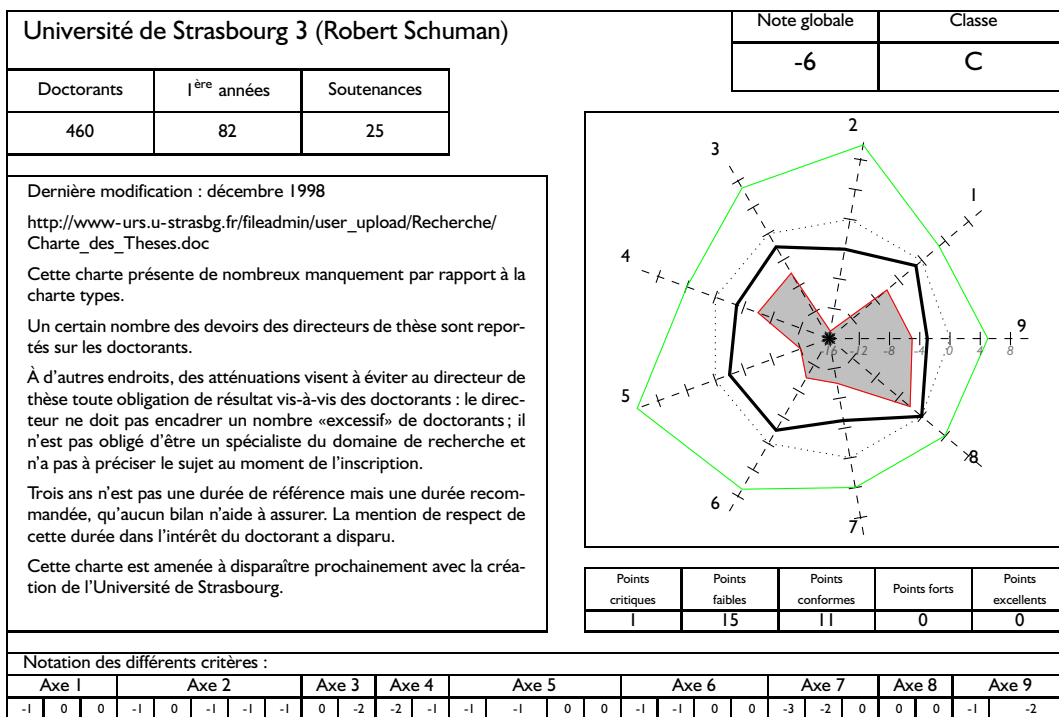 Université de Strasbourg 3 (Robert Schuman)
Note globale Classe
-6 C
Doctorants 1ère années Soutenances
460 82 25
Dernière modification : décembre 1998
http://www-urs.u-strasbg.fr/fileadmin/user_upload/Recherche/
Charte_des_Theses.doc
Cette charte présente de nombreux manquement par rapport à la
charte types.
Un certain nombre des devoirs des directeurs de thèse sont repor-
tés sur les doctorants.
À d'autres endroits, des atténuations visent à éviter au directeur de
thèse toute obligation de résultat vis-à-vis des doctorants : le direc-
teur ne doit pas encadrer un nombre «excessif» de doctorants ; il
n'est pas obligé d'être un spécialiste du domaine de recherche et
n'a pas à préciser le sujet au moment de l'inscription.
Trois ans n'est pas une durée de référence mais une durée recom-
mandée, qu'aucun bilan n'aide à assurer. La mention de respect de
cette durée dans l'intérêt du doctorant a disparu.
Cette charte est amenée à disparaître prochainement avec la créa-
tion de l'Université de Strasbourg.
2
3
1
4
9
-16 -12 -8 -4 0 4 8
5
8
6
7
Points critiques Points faibles Points conformes Points forts Points excellents
1 15 11 0 0
Notation des différents critères :
Axe 1 Axe 2 Axe 3 Axe 4 Axe 5 Axe 6 Axe 7 Axe 8 Axe 9
-1 0 0 -1 0 -1 -1 -1 0 -2 -2 -1 -1 -1 0 0 -1 -1 0 0 -3 -2 0 0 0 -1 -2